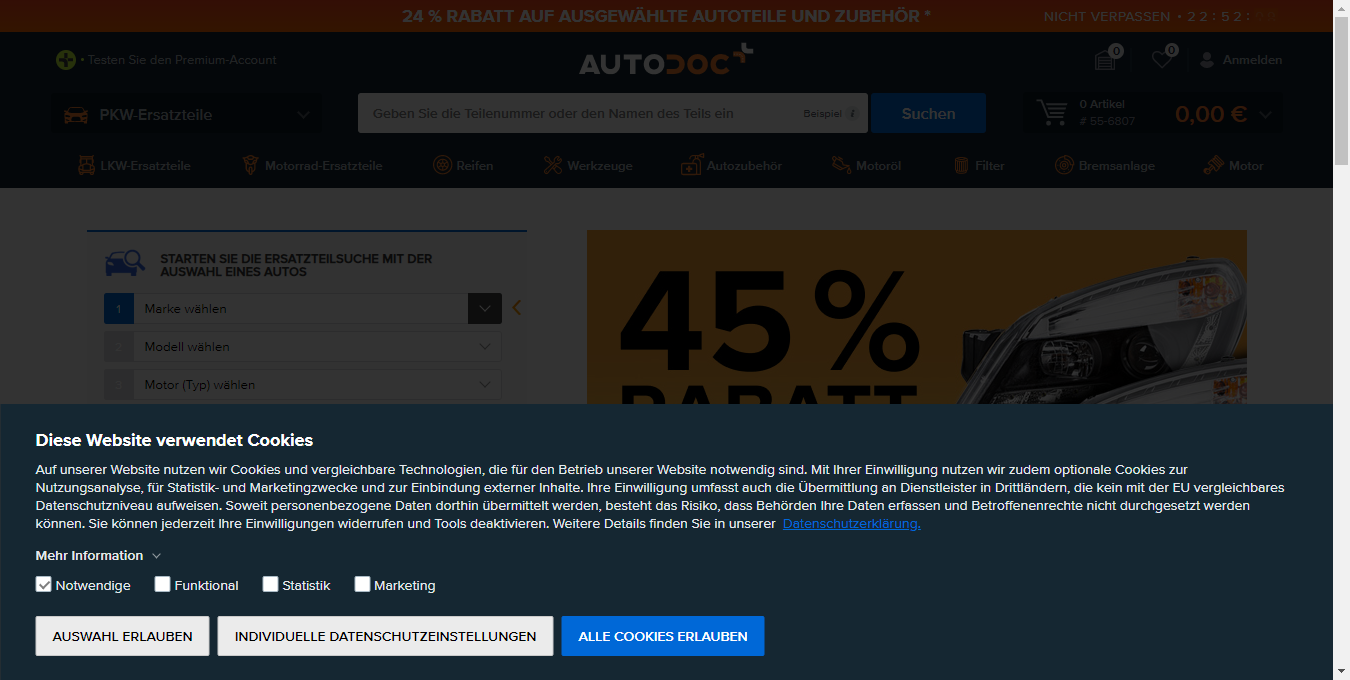 24 % RABATT AUF AUSGEWÄHLTE AUTOTEILE UND ZUBEHÖR *
NICHT VERPASSEN • 22 : 52 :
• Testen Sie den Premium-Account
AUTODOC
0
0
Anmelden
PKW-Ersatzteile
Geben Sie die Teilenummer oder den Namen des Teils ein
Beispiel i
Suchen
0 Artikel
# 55-6807
0,00 €
LKW-Ersatzteile
Motorrad-Ersatzteile
Reifen
Werkzeuge
Autozubehör
Motoröl
Filter
Bremsanlage
Motor
STARTEN SIE DIE ERSATZTEILSUCHE MIT DER
AUSWAHL EINES AUTOS
1 Marke wählen
2 Modell wählen
3 Motor (Typ) wählen
45 %
RABATT
Diese Website verwendet Cookies
Auf unserer Website nutzen wir Cookies und vergleichbare Technologien, die für den Betrieb unserer Website notwendig sind. Mit Ihrer Einwilligung nutzen wir zudem optionale Cookies zur
Nutzungsanalyse, für Statistik- und Marketingzwecke und zur Einbindung externer Inhalte. Ihre Einwilligung umfasst auch die Übermittlung an Dienstleister in Drittländern, die kein mit der EU vergleichbares
Datenschutzniveau aufweisen. Soweit personenbezogene Daten dorthin übermittelt werden, besteht das Risiko, dass Behörden Ihre Daten erfassen und Betroffenenrechte nicht durchgesetzt werden
können. Sie können jederzeit Ihre Einwilligungen widerrufen und Tools deaktivieren. Weitere Details finden Sie in unserer Datenschutzerklärung.
Mehr Information
Notwendige
Funktional
Statistik
Marketing
AUSWAHL ERLAUBEN
INDIVIDUELLE DATENSCHUTZEINSTELLUNGEN
ALLE COOKIES ERLAUBEN